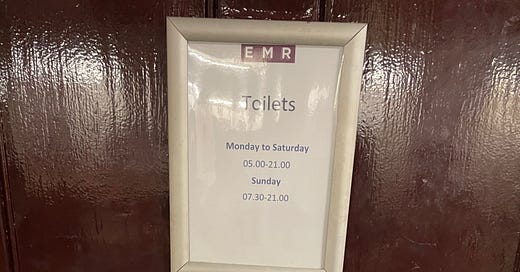 EMR
Toilets
Monday to Saturday
05.00-21.00
Sunday
07.30-21.00